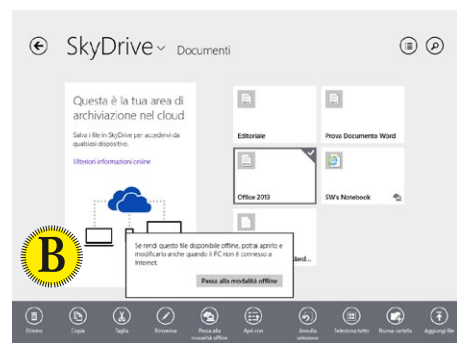 SkyDrive Documenti
Questa è la tua area di
archiviazione nel cloud
Salva i file in SkyDrive per accedervi da
qualsiasi dispositivo.
Ulteriori informazioni online
Editoriale
Prova Documento Word
Office 2013
SW's Notebook
dard...
Se rendi questo file disponibile offline, potrai aprirlo e
modificarlo anche quando il PC non è connesso a
Internet.
Passa alla modalità offline
B
Elimina
Copia
Taglia
Rinomina
Passa alla
modalità offline
Apri con
Annulla
selezione
Seleziona tutto
Nuova cartella
Aggiungi file